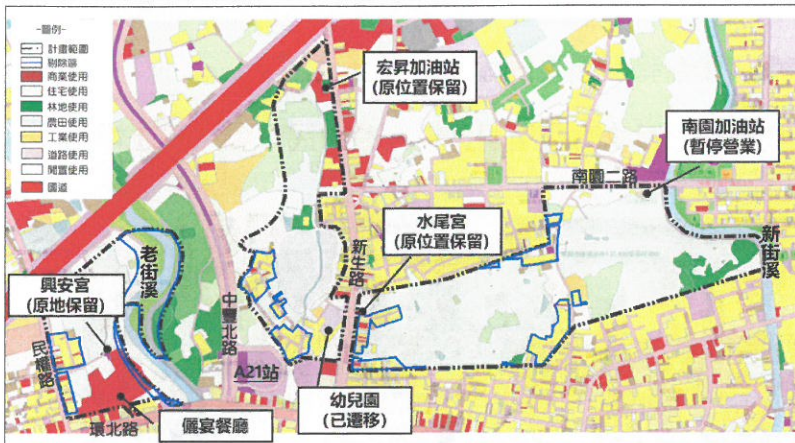 -圖例-
計畫範圍
剔除區
商業使用
住宅使用
林地使用
農田使用
工業使用
道路使用
閒置使用
國道
宏昇加油站
(原位置保留)
南園加油站
(暫停營業)
南園二路
水尾宮
(原位置保留)
新生路
新街溪
老街溪
興安宮
(原地保留)
中豐北路
民權路
A21站
幼兒園
(已遷移)
儷宴餐廳
環北路